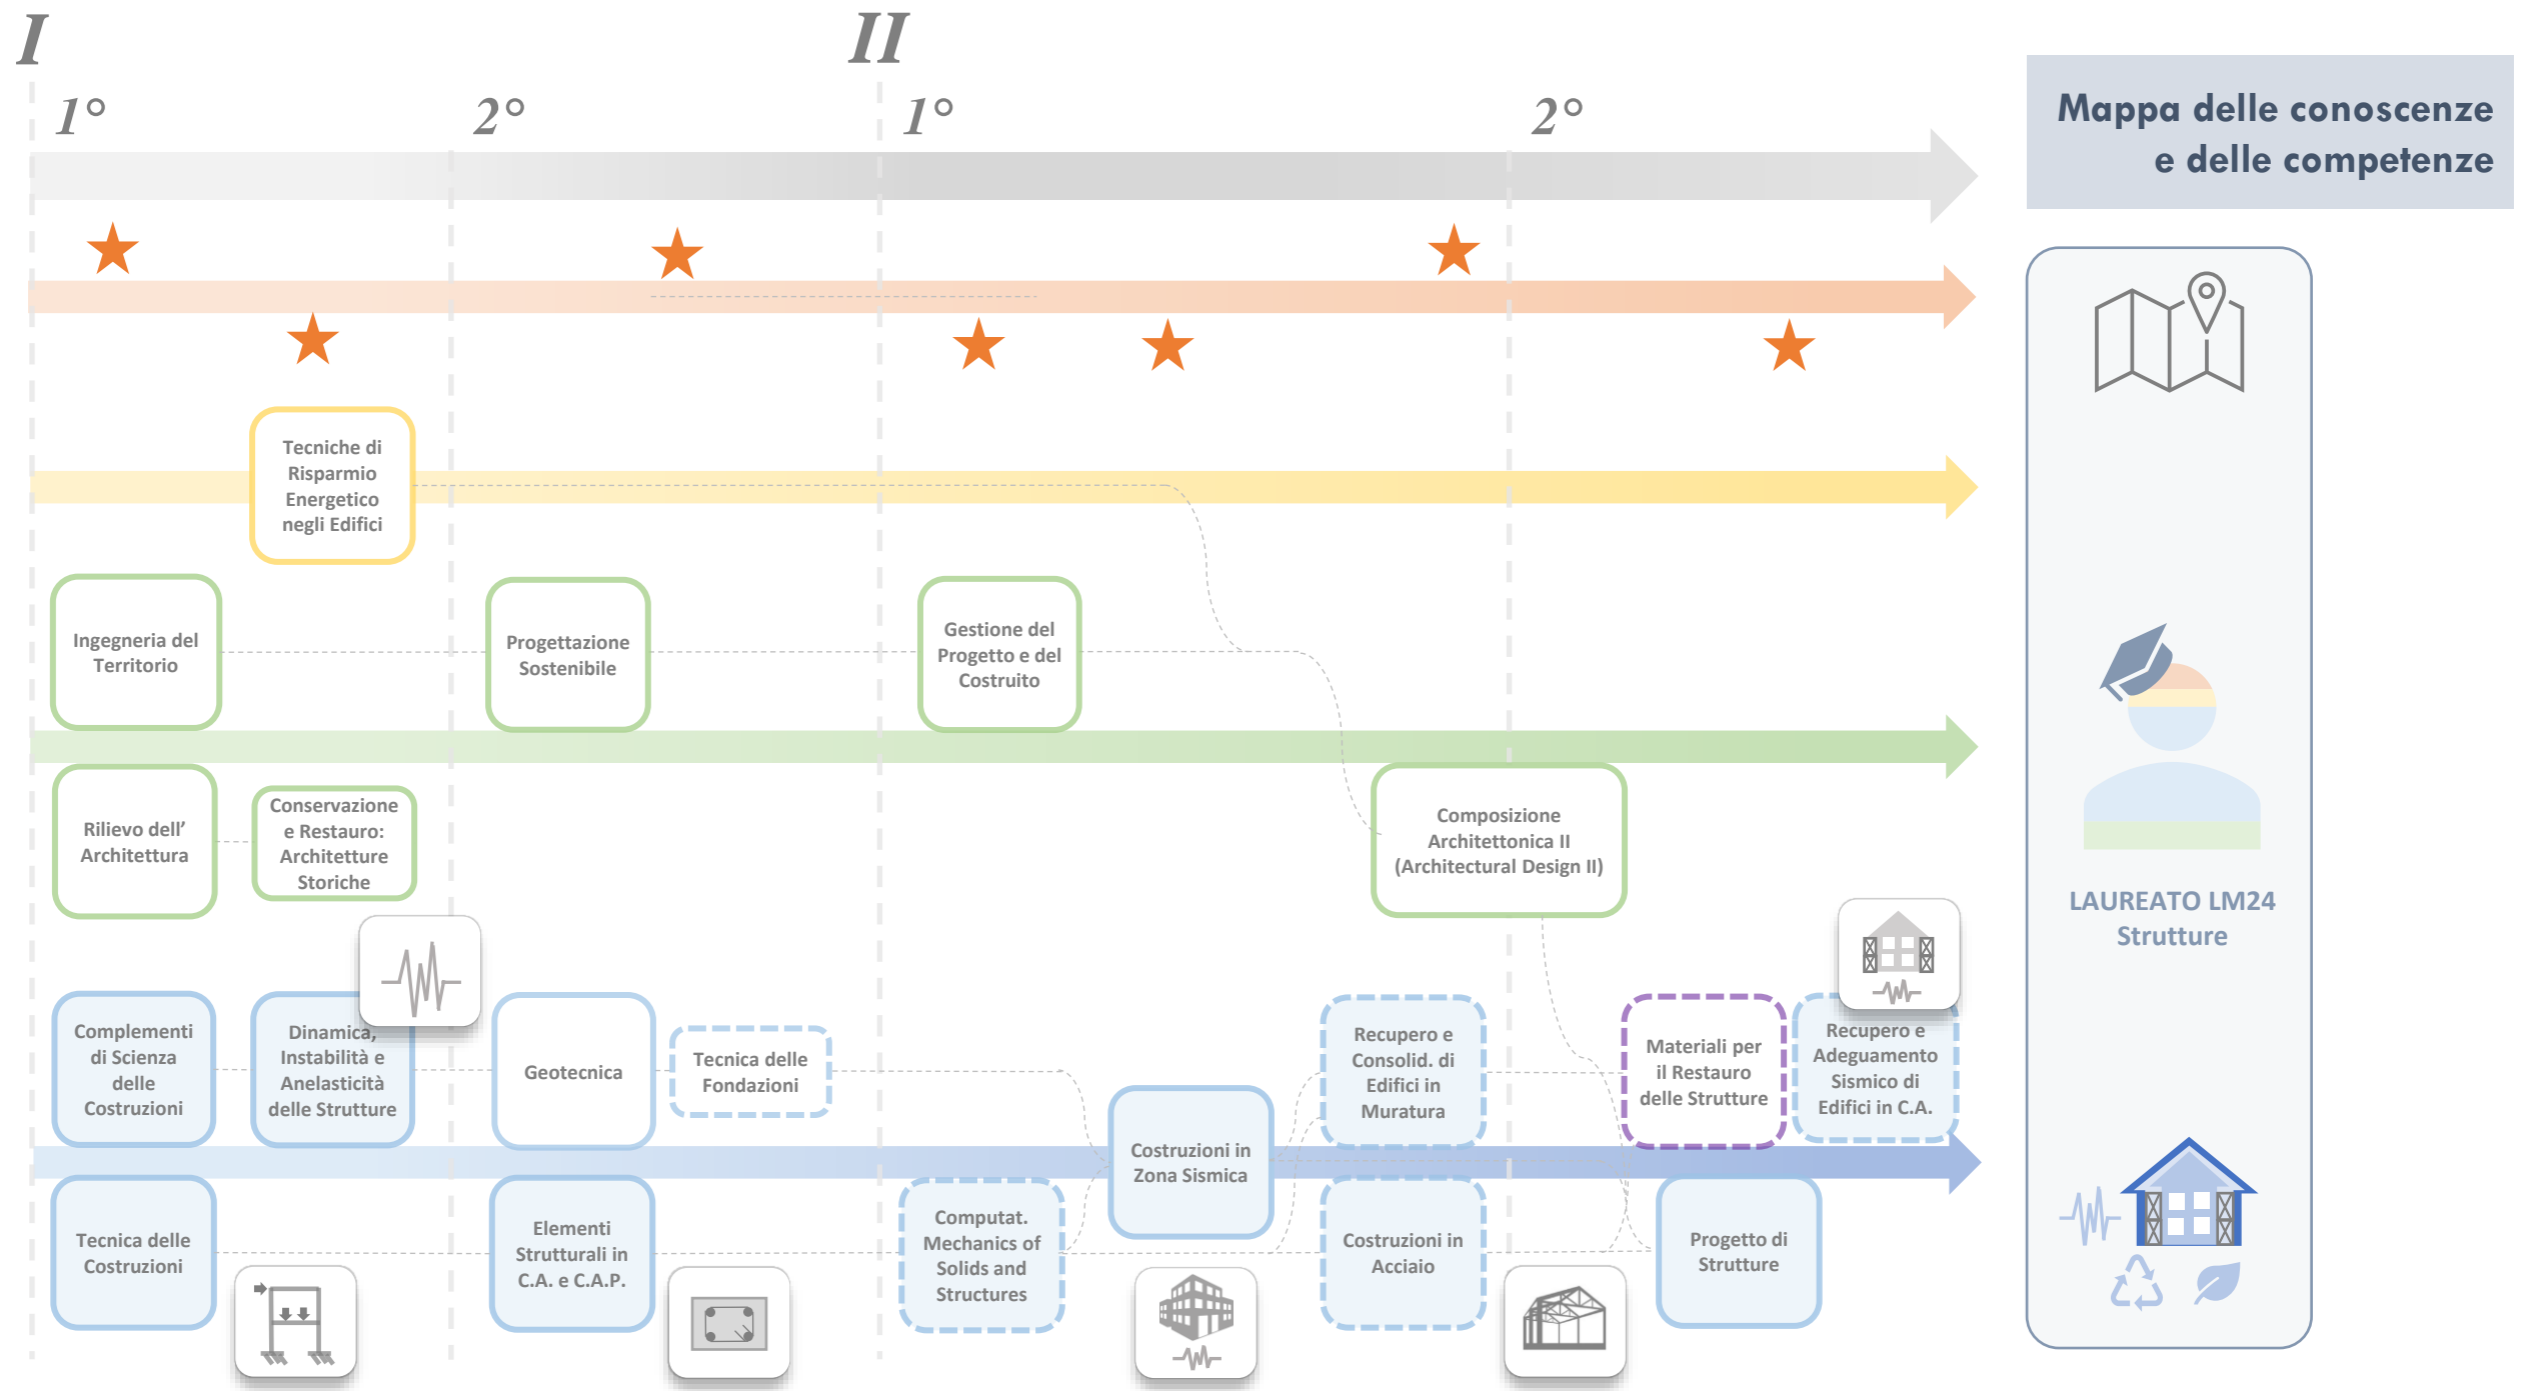 I
II
1°
2°
1°
2°
Mappa delle conoscenze
e delle competenze
Tecniche di
Risparmio
Energetico
negli Edifici
Ingegneria del
Territorio
Progettazione
Sostenibile
Gestione del
Progetto e del
Costruito
Rilievo dell’
Architettura
Conservazione
e Restauro:
Architetture
Storiche
Composizione
Architettonica II
(Architectural Design II)
LAUREATO LM24
Strutture
Complementi
di Scienza
delle
Costruzioni
Dinamica,
Instabilità e
Anelasticità
delle Strutture
Geotecnica
Tecnica delle
Fondazioni
Costruzioni in
Zona Sismica
Recupero e
Consolid. di
Edifici in
Muratura
Materiali per
il Restauro
delle Strutture
Recupero e
Adeguamento
Sismico di
Edifici in C.A.
Tecnica delle
Costruzioni
Elementi
Strutturali in
C.A. e C.A.P.
Computat.
Mechanics of
Solids and
Structures
Costruzioni in
Acciaio
Progetto di
Strutture